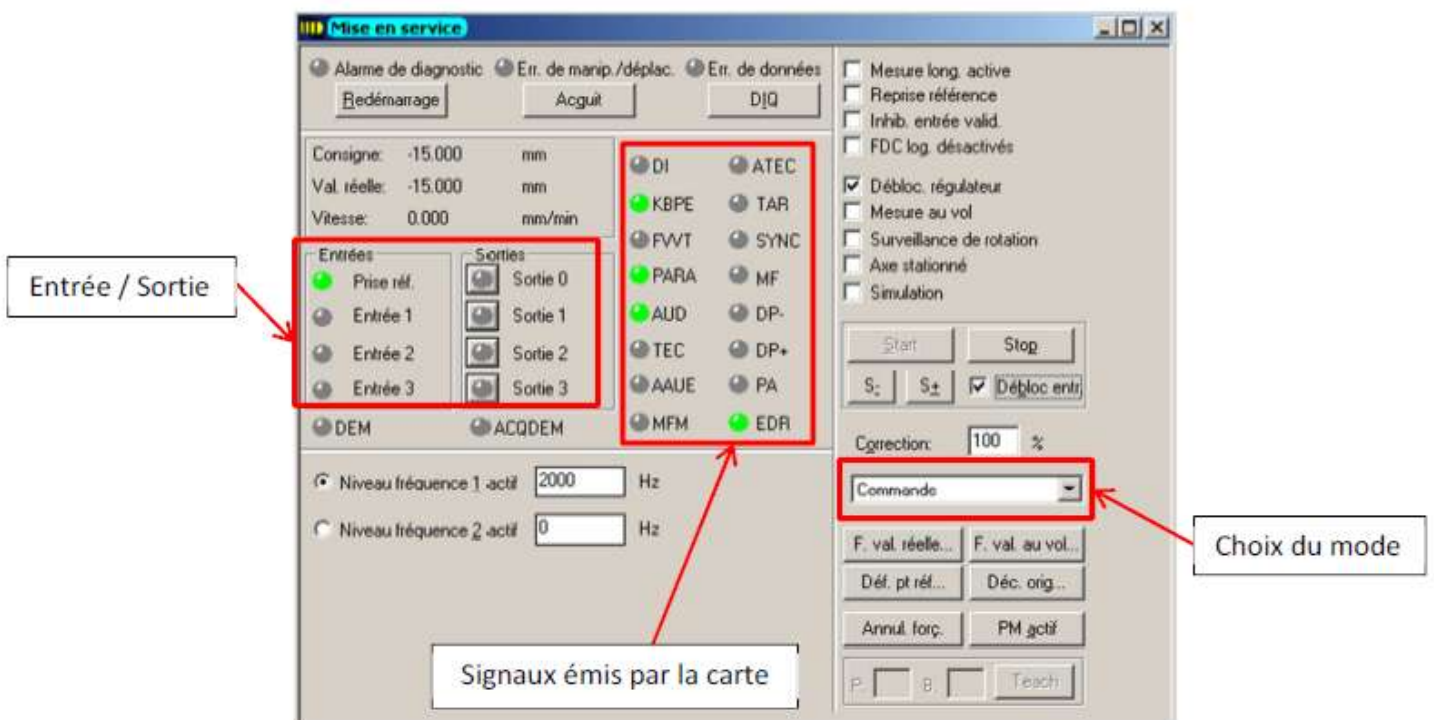 Mise en service
Alarme de diagnostic Err. de manip./déplac. Err. de données
Redémarrage Acquit DIQ
Consigne: -15.000 mm
Val. réelle: -15.000 mm
Vitesse: 0.000 mm/min
Entrées Sorties
Prise réf. Sortie 0
Entrée 1 Sortie 1
Entrée 2 Sortie 2
Entrée 3 Sortie 3
DEM ACQDEM
DI ATEC
KBPE TAR
FVVT SYNC
PARA MF
AUD DP-
TEC DP+
AAUE PA
MFM EDR
Niveau fréquence 1 actif 2000 Hz
Niveau fréquence 2 actif 0 Hz
Mesure long. active
Reprise référence
Inhib. entrée valid.
FDC log. désactivés
Débloc. régulateur
Mesure au vol
Surveillance de rotation
Axe stationné
Simulation
Start Stop
S- S+ Débloc entr
Correction: 100 %
Commande
F. val. réelle... F. val. au vol...
Déf. pt réf... Déc. orig...
Annul. forç. PM actif
P. B. Teach
Entrée / Sortie
Choix du mode
Signaux émis par la carte